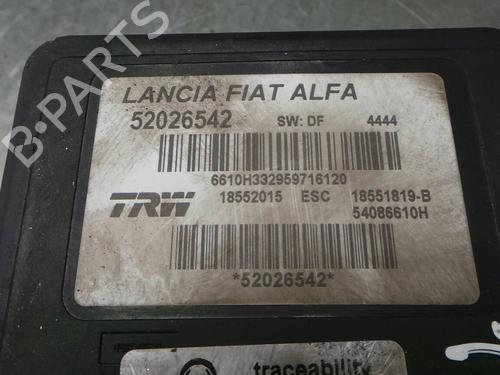 B-PARTS
LANCIA FIAT ALFA
52026542 SW: DF 4444
6610H332959716120
TRW 18552015 ESC 18551819-B
54086610H
*52026542*
traceability